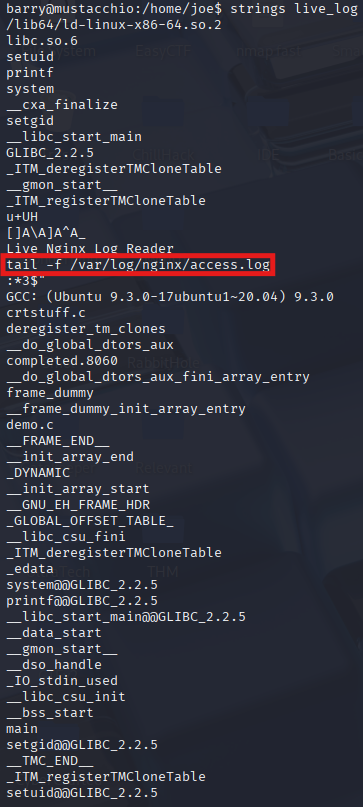 barry@mustacchio:/home/joe$ strings live_log
/lib64/ld-linux-x86-64.so.2
libc.so.6
setuid
printf
system
__cxa_finalize
setgid
__libc_start_main
GLIBC_2.2.5
_ITM_deregisterTMCloneTable
__gmon_start__
_ITM_registerTMCloneTable
u+UH
[]A\A]A^A_
Live Nginx Log Reader
tail -f /var/log/nginx/access.log
:*3$"
GCC: (Ubuntu 9.3.0-17ubuntu1~20.04) 9.3.0
crtstuff.c
deregister_tm_clones
__do_global_dtors_aux
completed.8060
__do_global_dtors_aux_fini_array_entry
frame_dummy
__frame_dummy_init_array_entry
demo.c
__FRAME_END__
__init_array_end
_DYNAMIC
__init_array_start
__GNU_EH_FRAME_HDR
_GLOBAL_OFFSET_TABLE_
__libc_csu_fini
_ITM_deregisterTMCloneTable
_edata
system@@GLIBC_2.2.5
printf@@GLIBC_2.2.5
__libc_start_main@@GLIBC_2.2.5
__data_start
__gmon_start__
__dso_handle
_IO_stdin_used
__libc_csu_init
__bss_start
main
setgid@@GLIBC_2.2.5
__TMC_END__
_ITM_registerTMCloneTable
setuid@@GLIBC_2.2.5
THM